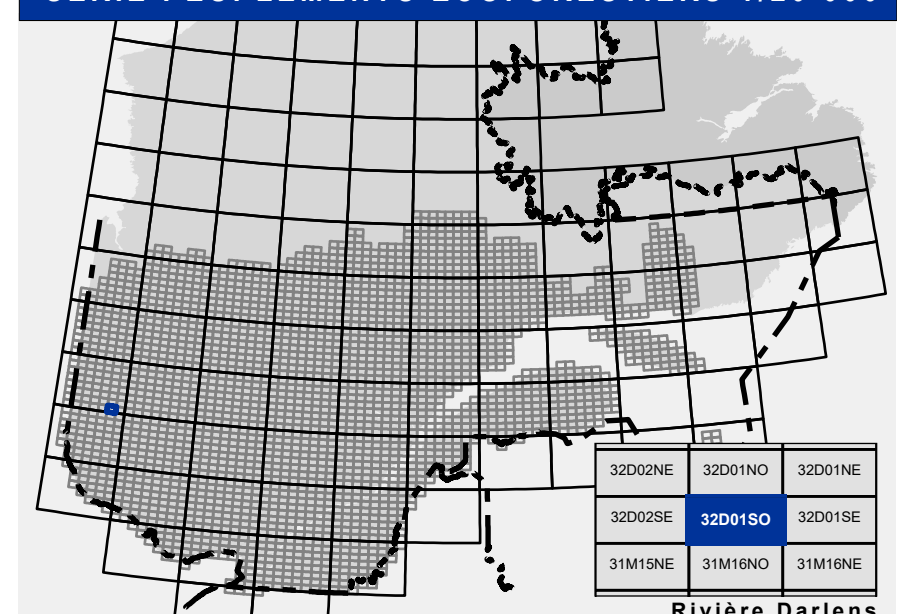 32D02NE 32D01NO 32D01NE
32D02SE 32D01SO 32D01SE
31M15NE 31M16NO 31M16NE
Rivière Darlens